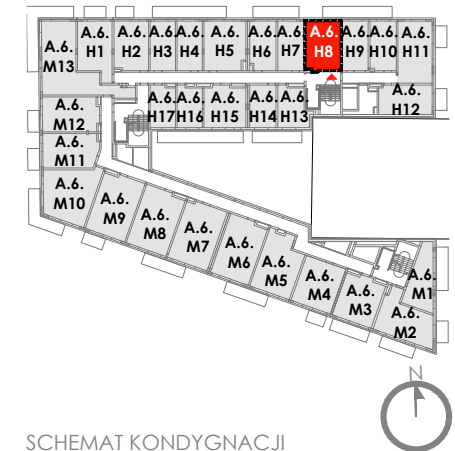 A.6. H1
A.6. H2
A.6. H3
A.6. H4
A.6. H5
A.6. H6
A.6. H7
A.6. H8
A.6. H9
A.6. H10
A.6. H11
A.6. M13
A.6. H17
A.6. H16
A.6. H15
A.6. H14
A.6. H13
A.6. H12
A.6. M12
A.6. M11
A.6. M10
A.6. M9
A.6. M8
A.6. M7
A.6. M6
A.6. M5
A.6. M4
A.6. M3
A.6. M1
A.6. M2
N
SCHEMAT KONDYGNACJI